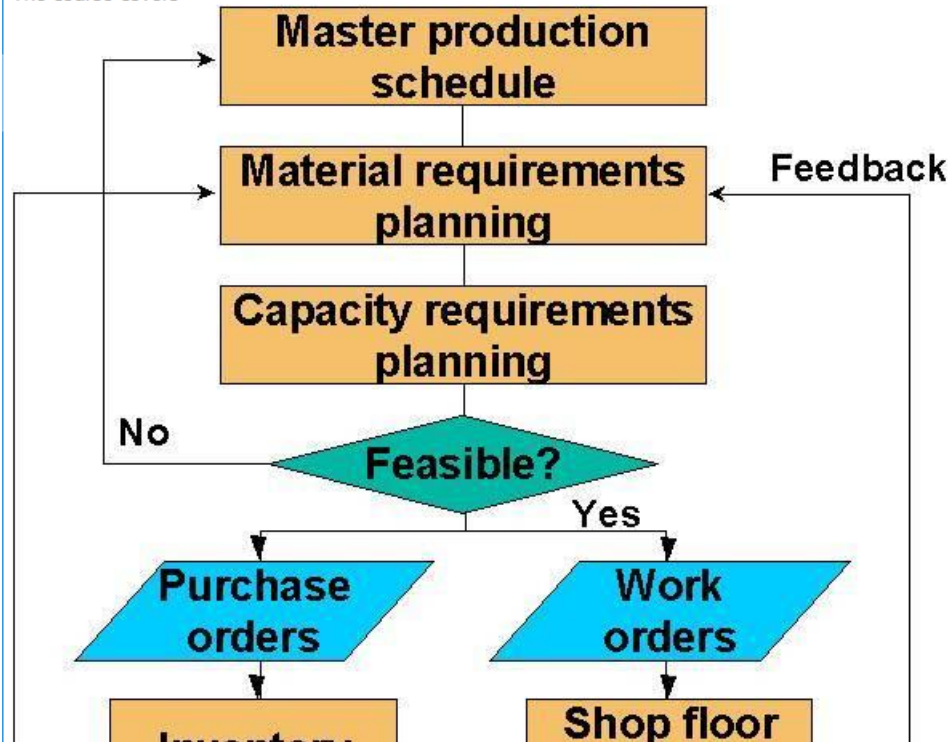 Master production
schedule
Material requirements
planning
Feedback
Capacity requirements
planning
No
Feasible?
Yes
Purchase
orders
Work
orders
Inventory
Shop floor